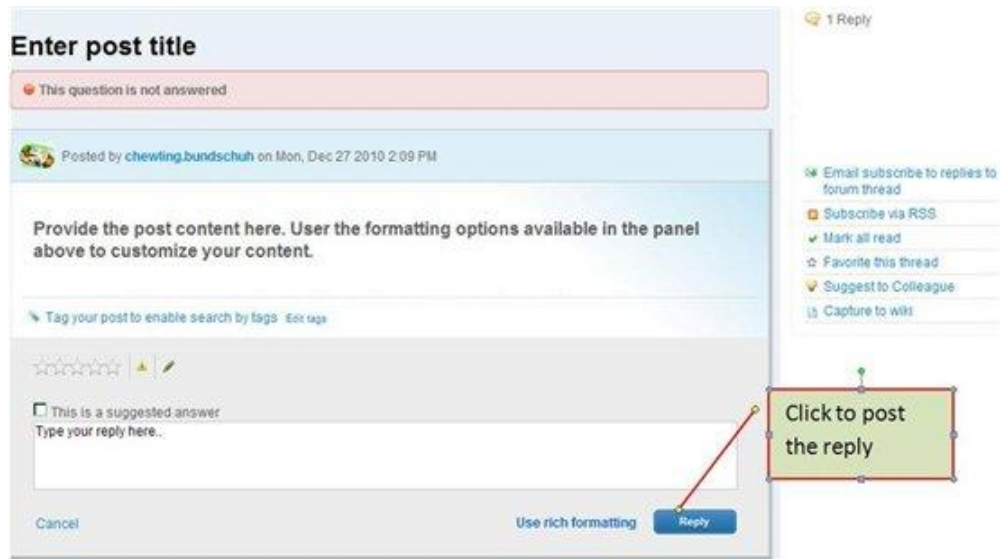 1 Reply
Enter post title
This question is not answered
Posted by chewting.bundschuh on Mon, Dec 27 2010 2:09 PM
Provide the post content here. User the formatting options available in the panel
above to customize your content.
Tag your post to enable search by tags Edit tags
This is a suggested answer
Type your reply here..
Cancel
Use rich formatting
Reply
Email subscribe to replies to
forum thread
Subscribe via RSS
Mark all read
Favorite this thread
Suggest to Colleague
Capture to wiki
Click to post
the reply